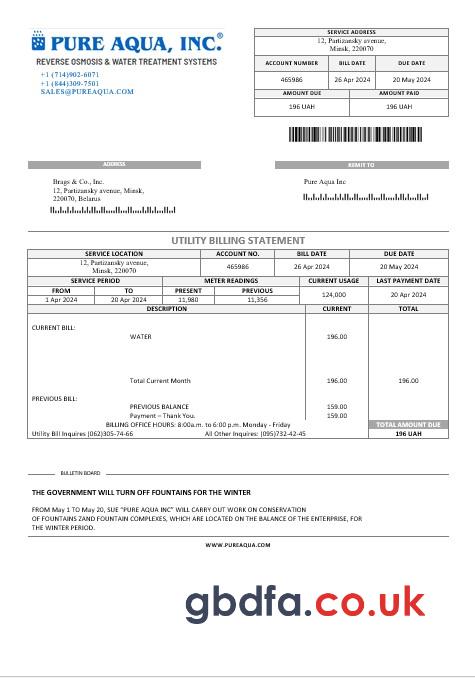 PURE AQUA, INC.®
REVERSE OSMOSIS & WATER TREATMENT SYSTEMS
+1 (714)902-6071
+1 (844)309-7501
SALES@PUREAQUA.COM
SERVICE ADDRESS
12, Partizansky avenue,
Minsk, 220070
ACCOUNT NUMBER BILL DATE DUE DATE
465986 26 Apr 2024 20 May 2024
AMOUNT DUE AMOUNT PAID
196 UAH 196 UAH
ADDRESS REMIT TO
Brags & Co., Inc.
12, Partizansky avenue, Minsk,
220070, Belarus
Pure Aqua Inc
UTILITY BILLING STATEMENT
SERVICE LOCATION ACCOUNT NO. BILL DATE DUE DATE
12, Partizansky avenue,
Minsk, 220070
465986 26 Apr 2024 20 May 2024
SERVICE PERIOD METER READINGS CURRENT USAGE LAST PAYMENT DATE
FROM TO PRESENT PREVIOUS
124,000 20 Apr 2024
1 Apr 2024 20 Apr 2024 11,980 11,356
DESCRIPTION CURRENT TOTAL
CURRENT BILL:
WATER 196.00
Total Current Month 196.00 196.00
PREVIOUS BILL:
PREVIOUS BALANCE 159.00
Payment – Thank You. 159.00
BILLING OFFICE HOURS: 8:00a.m. to 6:00 p.m. Monday - Friday TOTAL AMOUNT DUE
Utility Bill Inquires (062)305-74-66 All Other Inquires: (095)732-42-45 196 UAH
BULLETIN BOARD
THE GOVERNMENT WILL TURN OFF FOUNTAINS FOR THE WINTER
FROM May 1 TO May 20, SUE "PURE AQUA INC" WILL CARRY OUT WORK ON CONSERVATION
OF FOUNTAINS ZAND FOUNTAIN COMPLEXES, WHICH ARE LOCATED ON THE BALANCE OF THE ENTERPRISE, FOR
THE WINTER PERIOD.
WWW.PUREAQUA.COM
gbdfa.co.uk